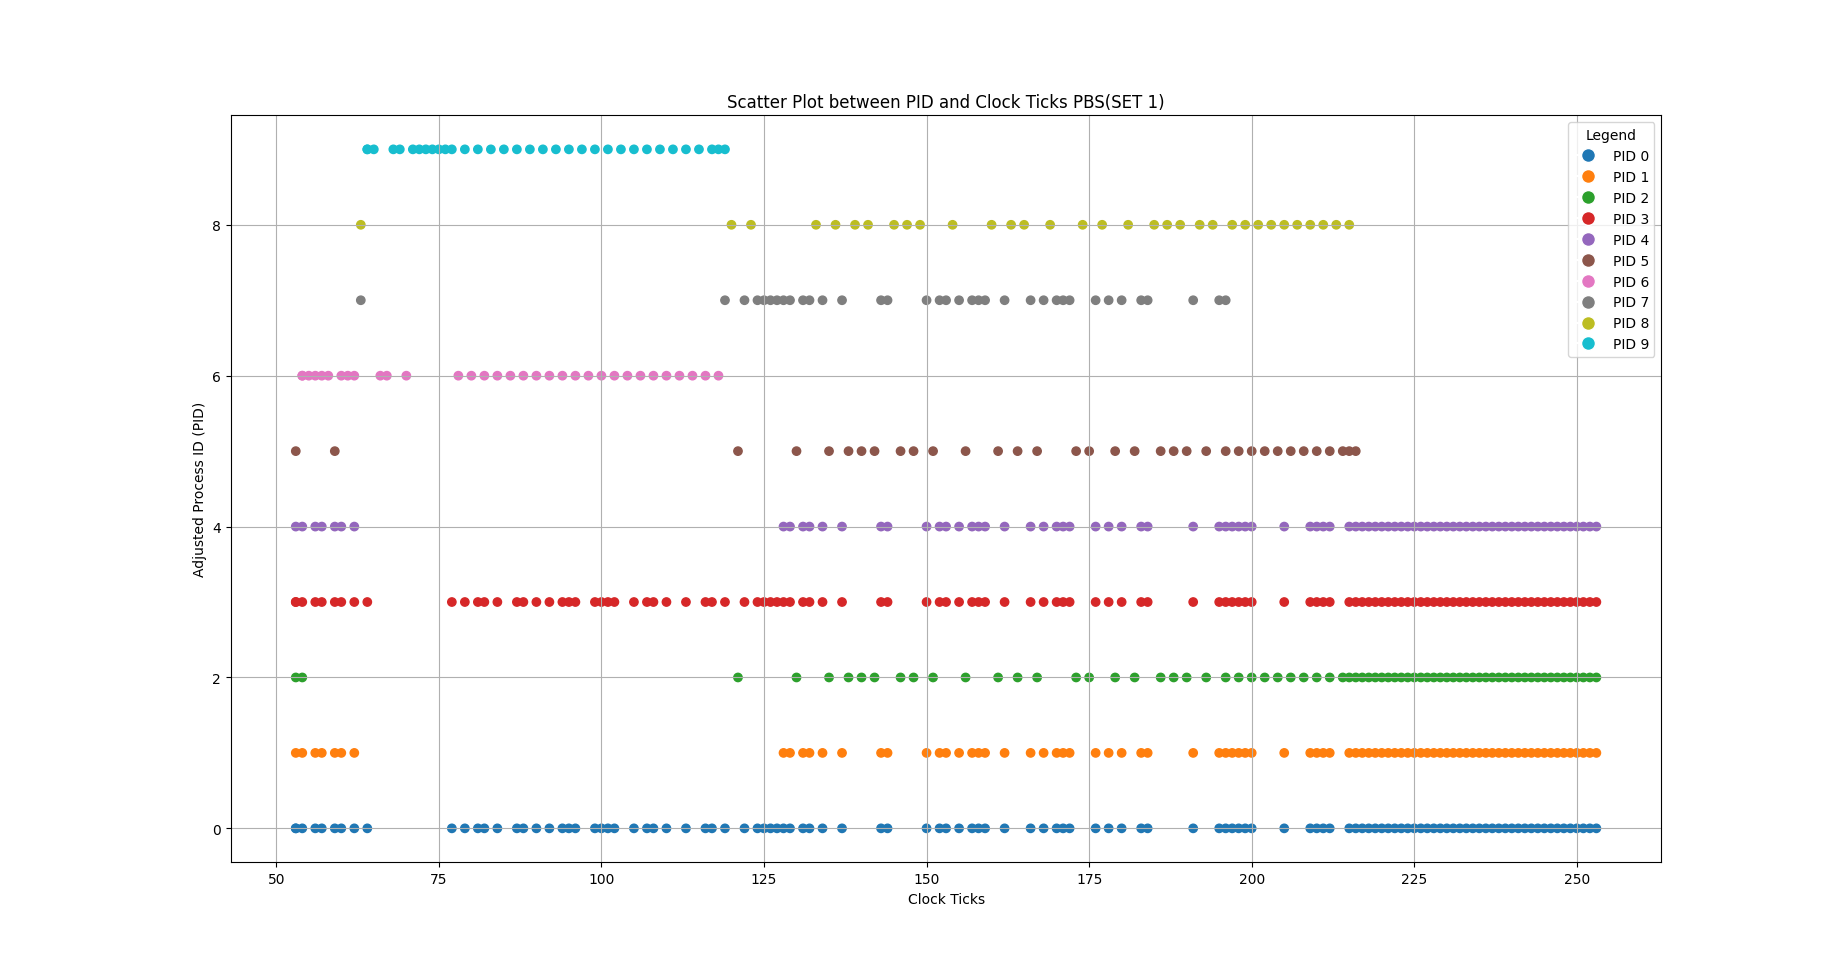 Scatter Plot between PID and Clock Ticks PBS(SET 1)
Legend
PID 0
PID 1
PID 2
PID 3
PID 4
PID 5
PID 6
PID 7
PID 8
PID 9
Adjusted Process ID (PID)
8
6
4
2
0
50 75 100 125 150 175 200 225 250
Clock Ticks